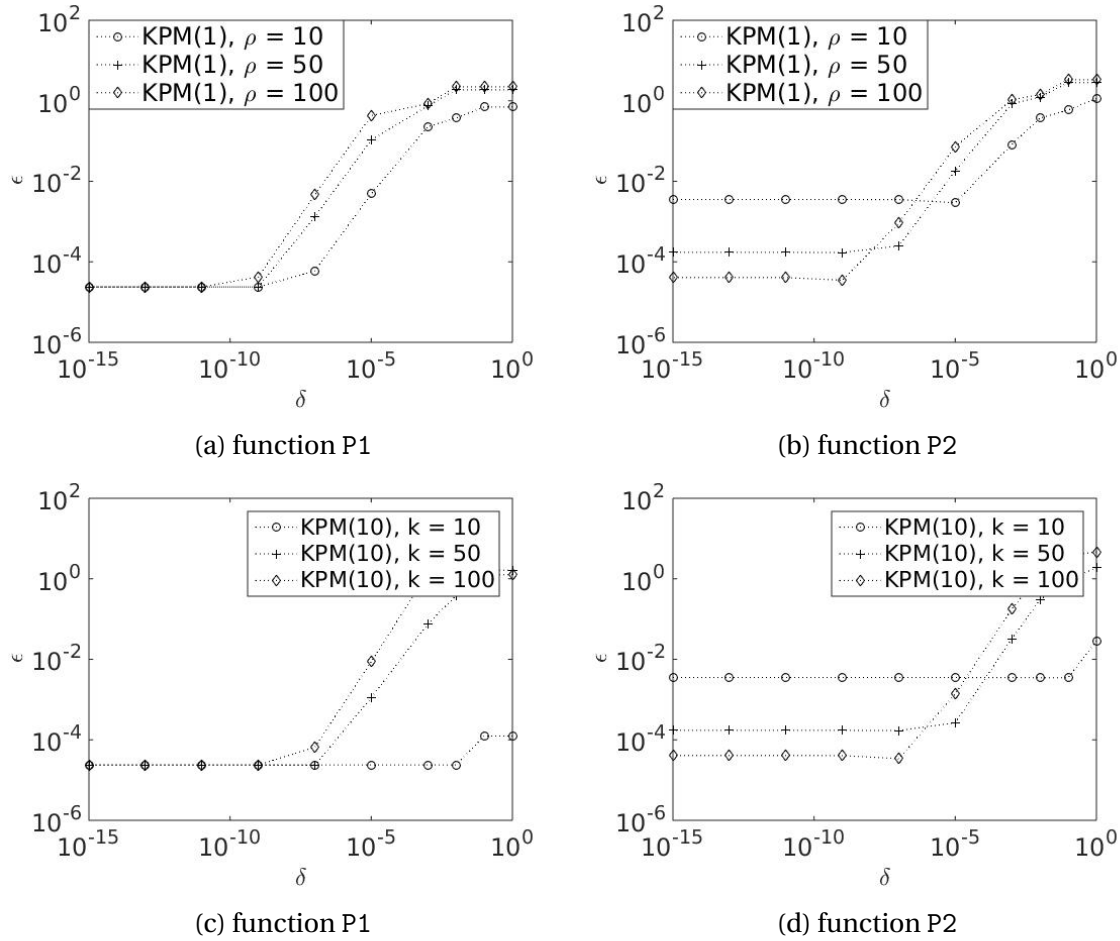 10^2
KPM(1), ρ = 10
KPM(1), ρ = 50
KPM(1), ρ = 100
10^0
10^-2
ϵ
10^-4
10^-6
10^-15 10^-10 10^-5 10^0
δ
(a) function P1
10^2
KPM(1), ρ = 10
KPM(1), ρ = 50
KPM(1), ρ = 100
10^0
10^-2
ϵ
10^-4
10^-6
10^-15 10^-10 10^-5 10^0
δ
(b) function P2
10^2
KPM(10), k = 10
KPM(10), k = 50
KPM(10), k = 100
10^0
10^-2
ϵ
10^-4
10^-6
10^-15 10^-10 10^-5 10^0
δ
(c) function P1
10^2
KPM(10), k = 10
KPM(10), k = 50
KPM(10), k = 100
10^0
10^-2
ϵ
10^-4
10^-6
10^-15 10^-10 10^-5 10^0
δ
(d) function P2